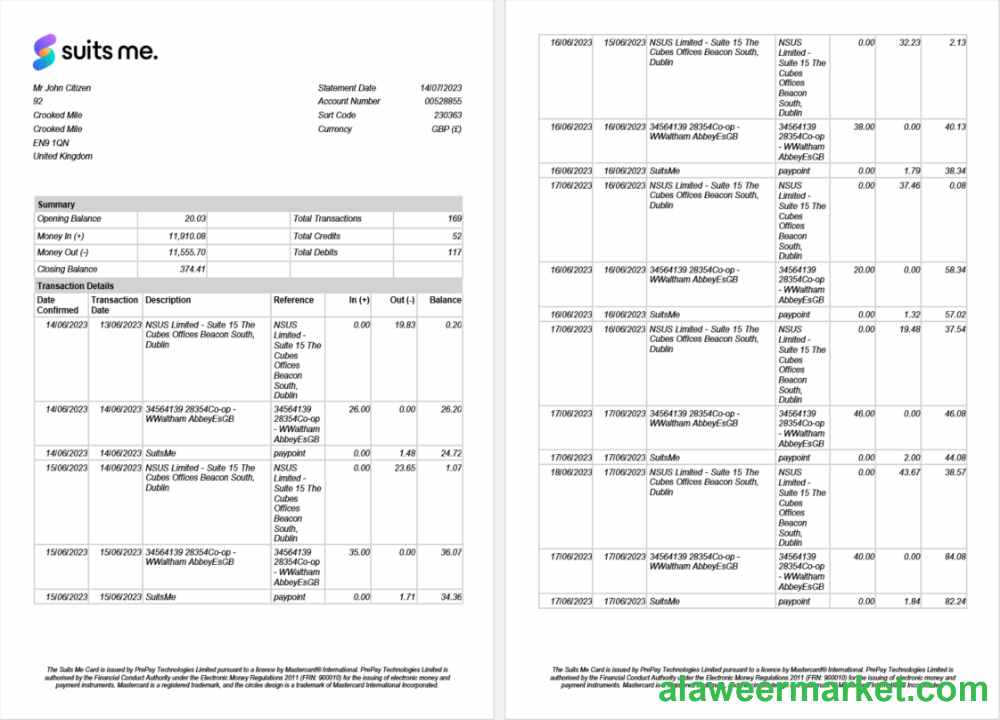 suits me.
Mr John Citizen
92
Crooked Mile
Crooked Mile
EN9 1QN
United Kingdom
Statement Date 14/07/2023
Account Number 00528855
Sort Code 230363
Currency GBP (£)
Summary
Opening Balance 20.03 Total Transactions 169
Money In (+) 11,910.08 Total Credits 52
Money Out (-) 11,555.70 Total Debits 117
Closing Balance 374.41
Transaction Details
Date Transaction Description Reference In (+) Out (-) Balance
Confirmed Date
14/06/2023 13/06/2023 NSUS Limited - Suite 15 The NSUS 0.00 19.83 0.20
Cubes Offices Beacon South, Limited -
Dublin Suite 15 The
Cubes
Offices
Beacon
South,
Dublin
14/06/2023 14/06/2023 34564139 28354Co-op - 34564139 26.00 0.00 26.20
WWaltham AbbeyEsGB 28354Co-op
- WWaltham
AbbeyEsGB
14/06/2023 14/06/2023 SuitsMe paypoint 0.00 1.48 24.72
15/06/2023 14/06/2023 NSUS Limited - Suite 15 The NSUS 0.00 23.65 1.07
Cubes Offices Beacon South, Limited -
Dublin Suite 15 The
Cubes
Offices
Beacon
South,
Dublin
15/06/2023 15/06/2023 34564139 28354Co-op - 34564139 35.00 0.00 36.07
WWaltham AbbeyEsGB 28354Co-op
- WWaltham
AbbeyEsGB
15/06/2023 15/06/2023 SuitsMe paypoint 0.00 1.71 34.36
The Suits Me Card is issued by PrePay Technologies Limited pursuant to a license by Mastercard® International. PrePay Technologies Limited is
authorised by the Financial Conduct Authority under the Electronic Money Regulations 2011 (FRN: 900010) for the issuing of electronic money and
payment instruments. Mastercard is a registered trademark, and the circles design is a trademark of Mastercard International Incorporated.
16/06/2023 15/06/2023 NSUS Limited - Suite 15 The NSUS 0.00 32.23 2.13
Cubes Offices Beacon South, Limited -
Dublin Suite 15 The
Cubes
Offices
Beacon
South,
Dublin
16/06/2023 16/06/2023 34564139 28354Co-op - 34564139 38.00 0.00 40.13
WWaltham AbbeyEsGB 28354Co-op
- WWaltham
AbbeyEsGB
16/06/2023 16/06/2023 SuitsMe paypoint 0.00 1.79 38.34
17/06/2023 16/06/2023 NSUS Limited - Suite 15 The NSUS 0.00 37.46 0.08
Cubes Offices Beacon South, Limited -
Dublin Suite 15 The
Cubes
Offices
Beacon
South,
Dublin
16/06/2023 16/06/2023 34564139 28354Co-op - 34564139 20.00 0.00 58.34
WWaltham AbbeyEsGB 28354Co-op
- WWaltham
AbbeyEsGB
16/06/2023 16/06/2023 SuitsMe paypoint 0.00 1.32 57.02
17/06/2023 16/06/2023 NSUS Limited - Suite 15 The NSUS 0.00 19.48 37.54
Cubes Offices Beacon South, Limited -
Dublin Suite 15 The
Cubes
Offices
Beacon
South,
Dublin
17/06/2023 17/06/2023 34564139 28354Co-op - 34564139 46.00 0.00 46.08
WWaltham AbbeyEsGB 28354Co-op
- WWaltham
AbbeyEsGB
17/06/2023 17/06/2023 SuitsMe paypoint 0.00 2.00 44.08
18/06/2023 17/06/2023 NSUS Limited - Suite 15 The NSUS 0.00 43.67 38.57
Cubes Offices Beacon South, Limited -
Dublin Suite 15 The
Cubes
Offices
Beacon
South,
Dublin
17/06/2023 17/06/2023 34564139 28354Co-op - 34564139 40.00 0.00 84.08
WWaltham AbbeyEsGB 28354Co-op
- WWaltham
AbbeyEsGB
17/06/2023 17/06/2023 SuitsMe paypoint 0.00 1.84 82.24
The Suits Me Card is issued by PrePay Technologies Limited pursuant to a license by Mastercard® International. PrePay Technologies Limited is
authorised by the Financial Conduct Authority under the Electronic Money Regulations 2011 (FRN: 900010) for the issuing of electronic money and
payment instruments. Mastercard is a registered trademark, and the circles design is a trademark of Mastercard International Incorporated.
alaweermarket.com